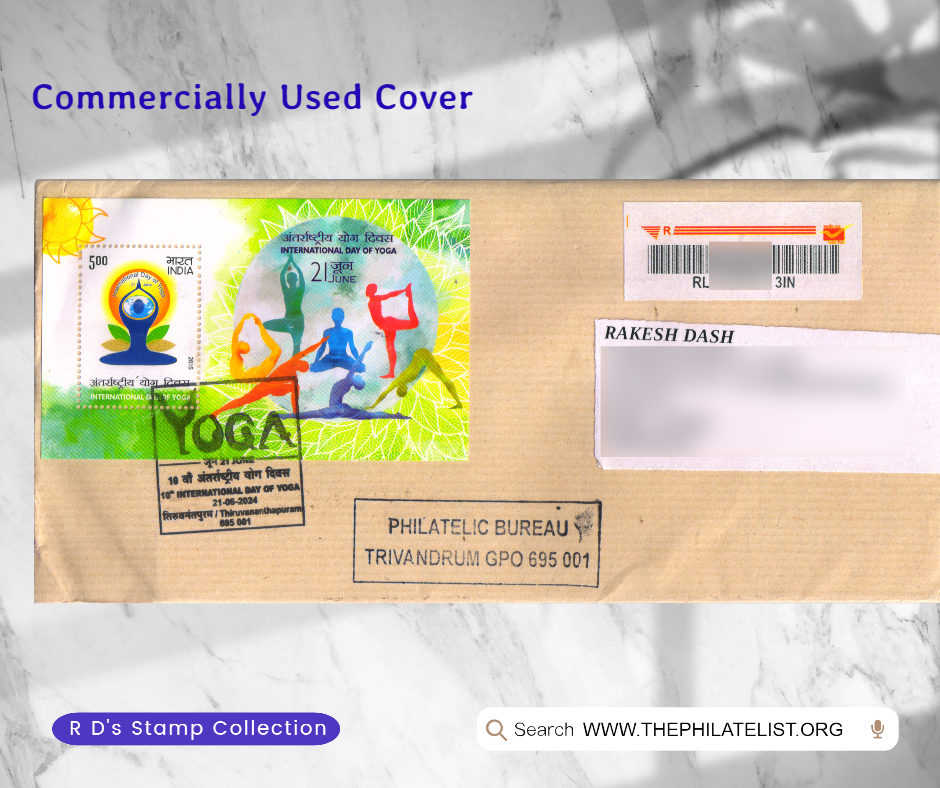 Commercially Used Cover
अंतर्राष्ट्रीय योग दिवस
INTERNATIONAL DAY OF YOGA
21 जून
JUNE
500
भारत
INDIA
International Day of Yoga
2015
अंतर्राष्ट्रीय योग दिवस
INTERNATIONAL DAY OF YOGA
R
RL 3IN
RAKESH DASH
YOGA
जून 21 JUNE
10 वाँ अंतर्राष्ट्रीय योग दिवस
10th INTERNATIONAL DAY OF YOGA
21-06-2024
तिरुवनंतपुरम / Thiruvananthapuram
695 001
PHILATELIC BUREAU
TRIVANDRUM GPO 695 001
R D's Stamp Collection
Search WWW.THEPHILATELIST.ORG